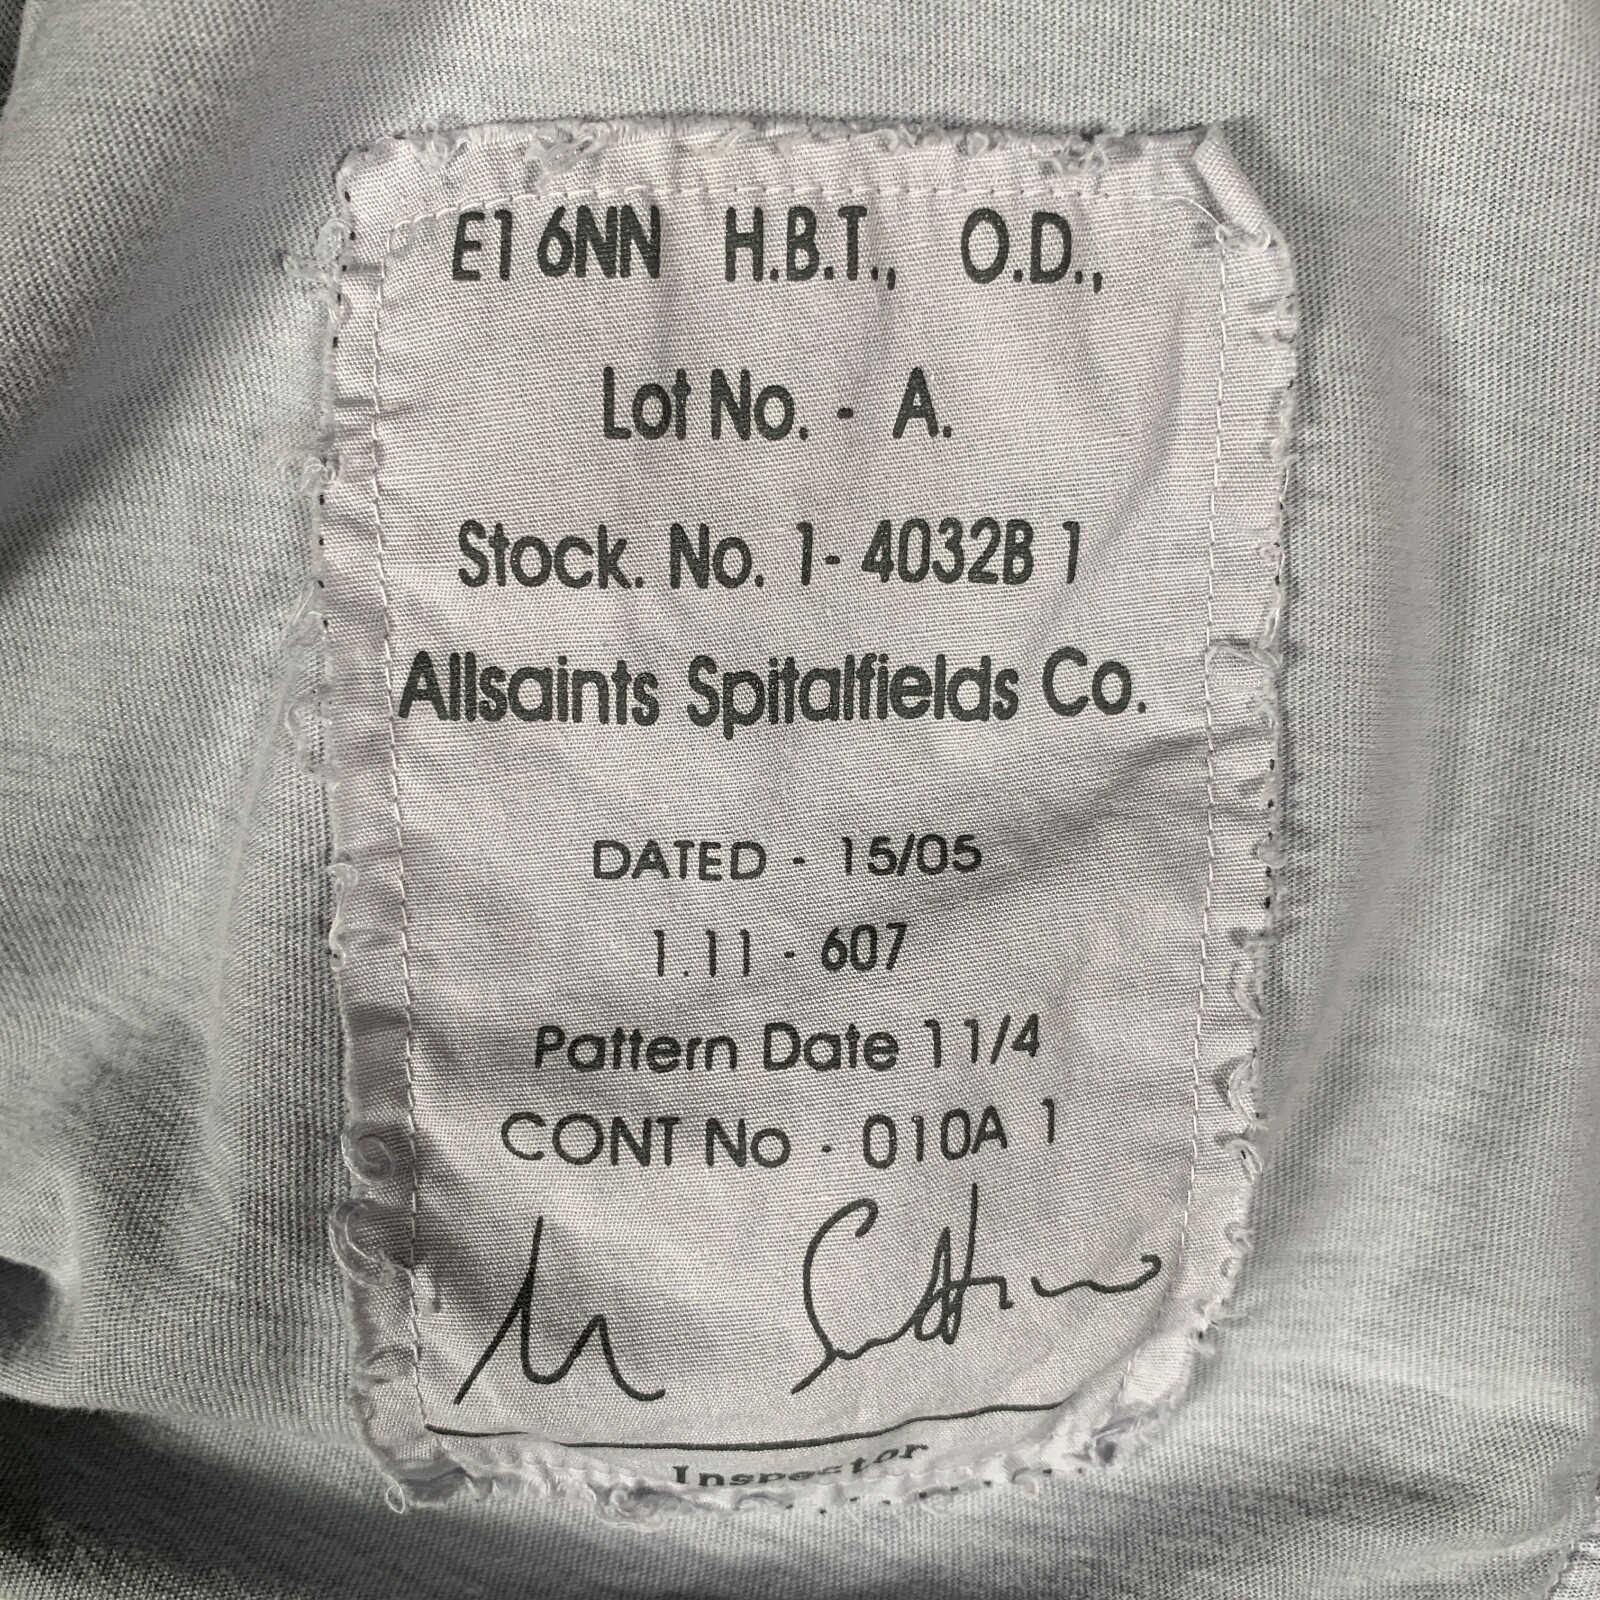 E1 6NN H.B.T., O.D.,
Lot No. - A.
Stock. No. 1- 4032B 1
Allsaints Spitalfields Co.
DATED - 15/05
1.11 - 607
Pattern Date 11/4
CONT No - 010A 1
Inspector